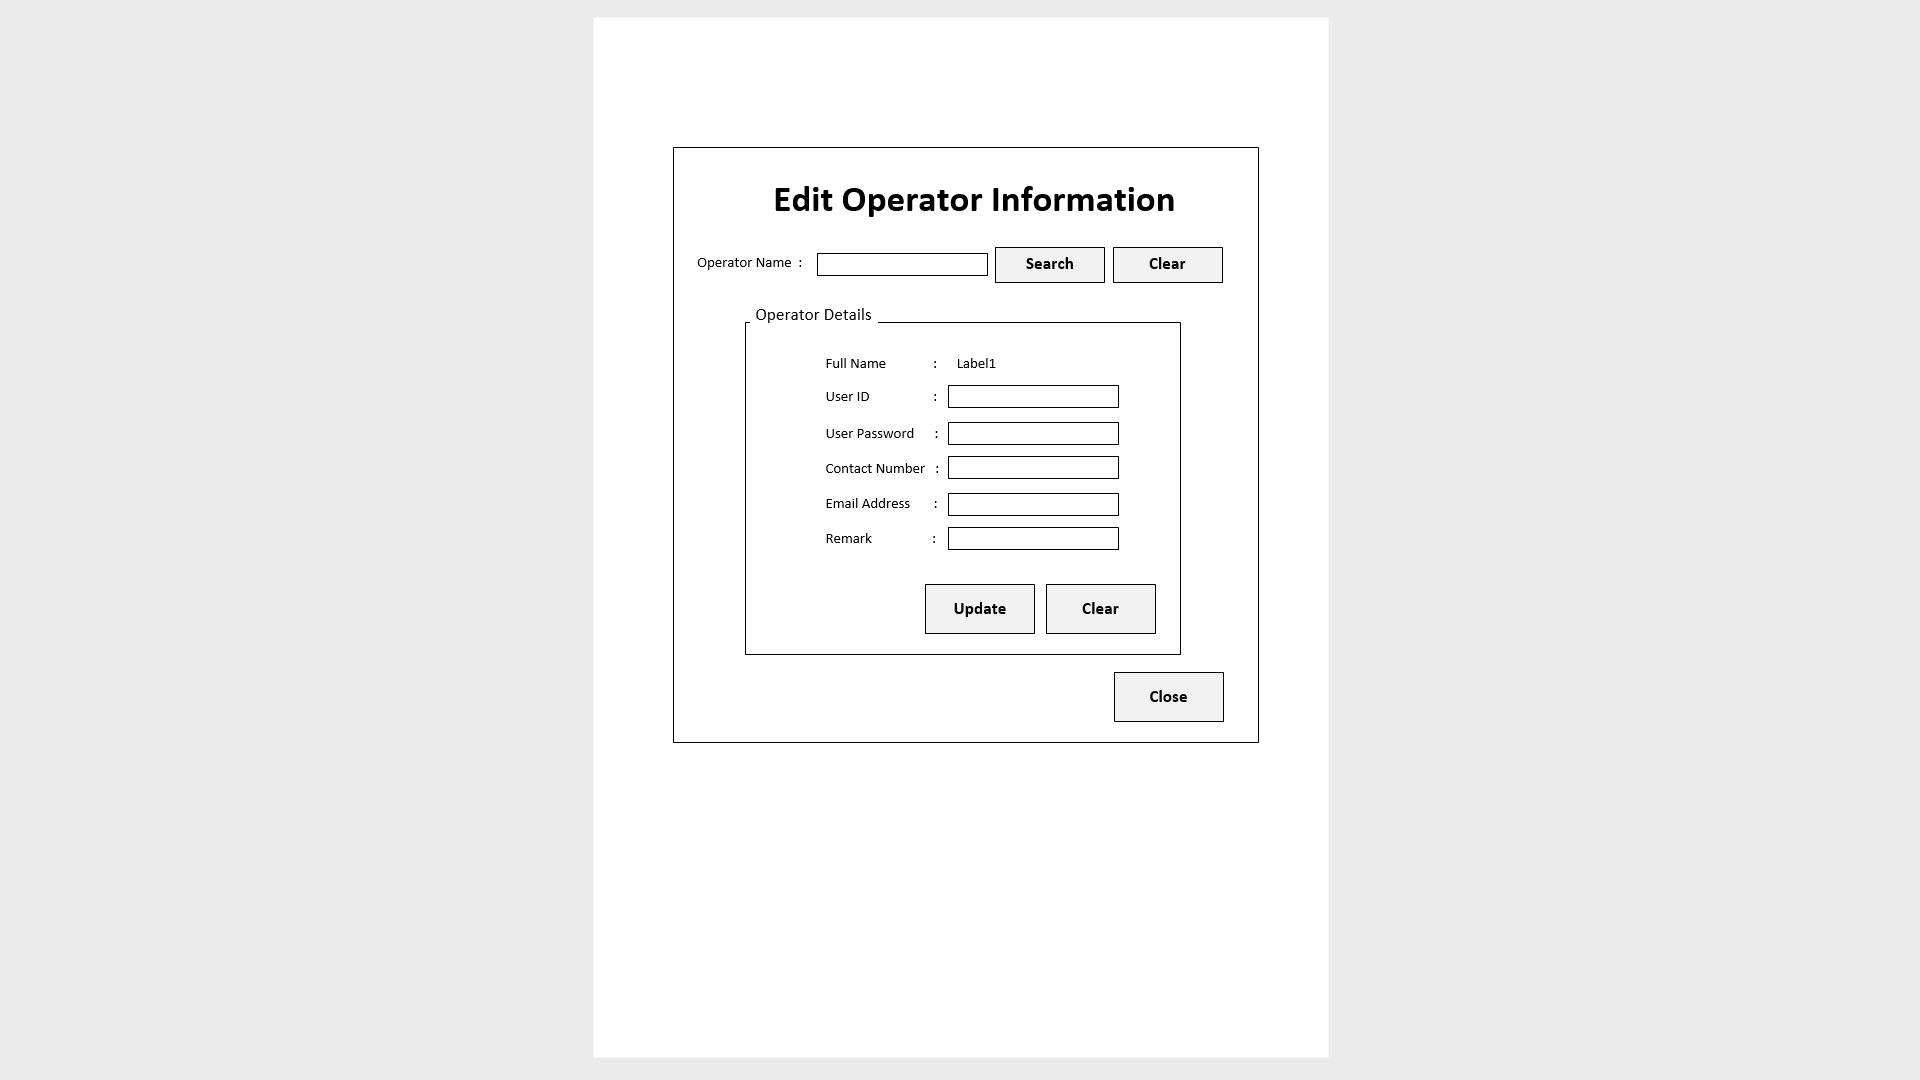 Edit Operator Information
Operator Name : Search Clear
Operator Details
Full Name : Label1
User ID :
User Password :
Contact Number :
Email Address :
Remark :
Update Clear
Close